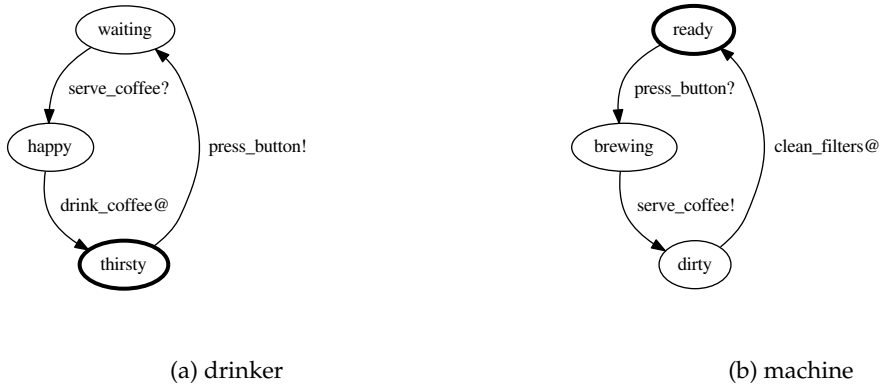 waiting
serve_coffee?
happy
press_button!
drink_coffee@
thirsty
(a) drinker
ready
press_button?
brewing
clean_filters@
serve_coffee!
dirty
(b) machine